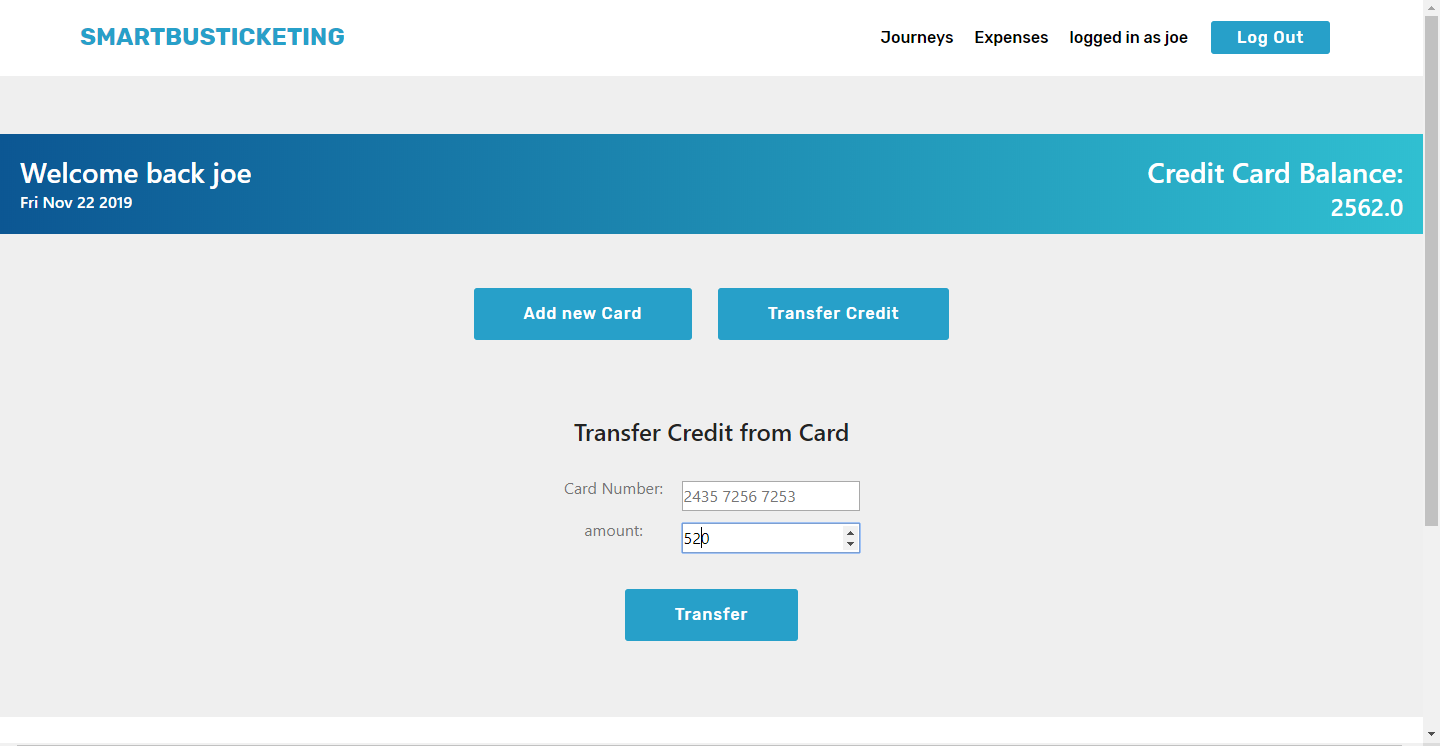 SMARTBUSTICKETING
Journeys Expenses logged in as joe Log Out
Welcome back joe
Fri Nov 22 2019
Credit Card Balance:
2562.0
Add new Card Transfer Credit
Transfer Credit from Card
Card Number: 2435 7256 7253
amount: 520
Transfer